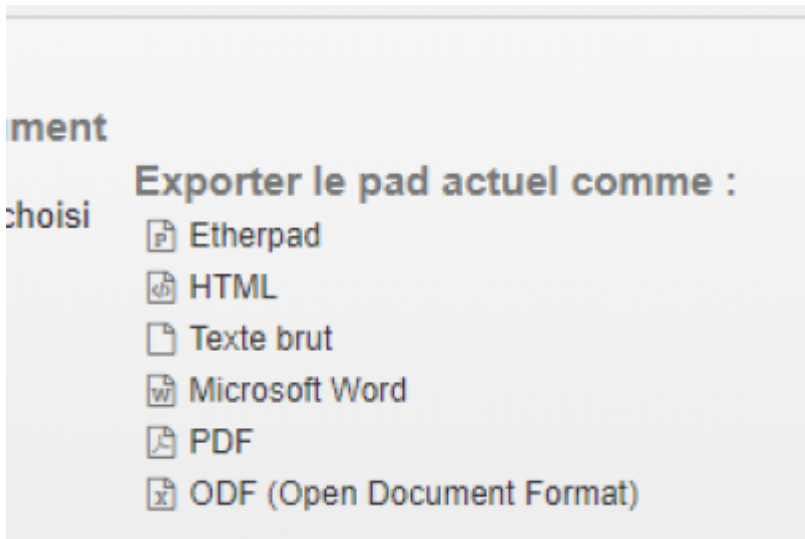 ment
choisi
Exporter le pad actuel comme :
Etherpad
HTML
Texte brut
Microsoft Word
PDF
ODF (Open Document Format)